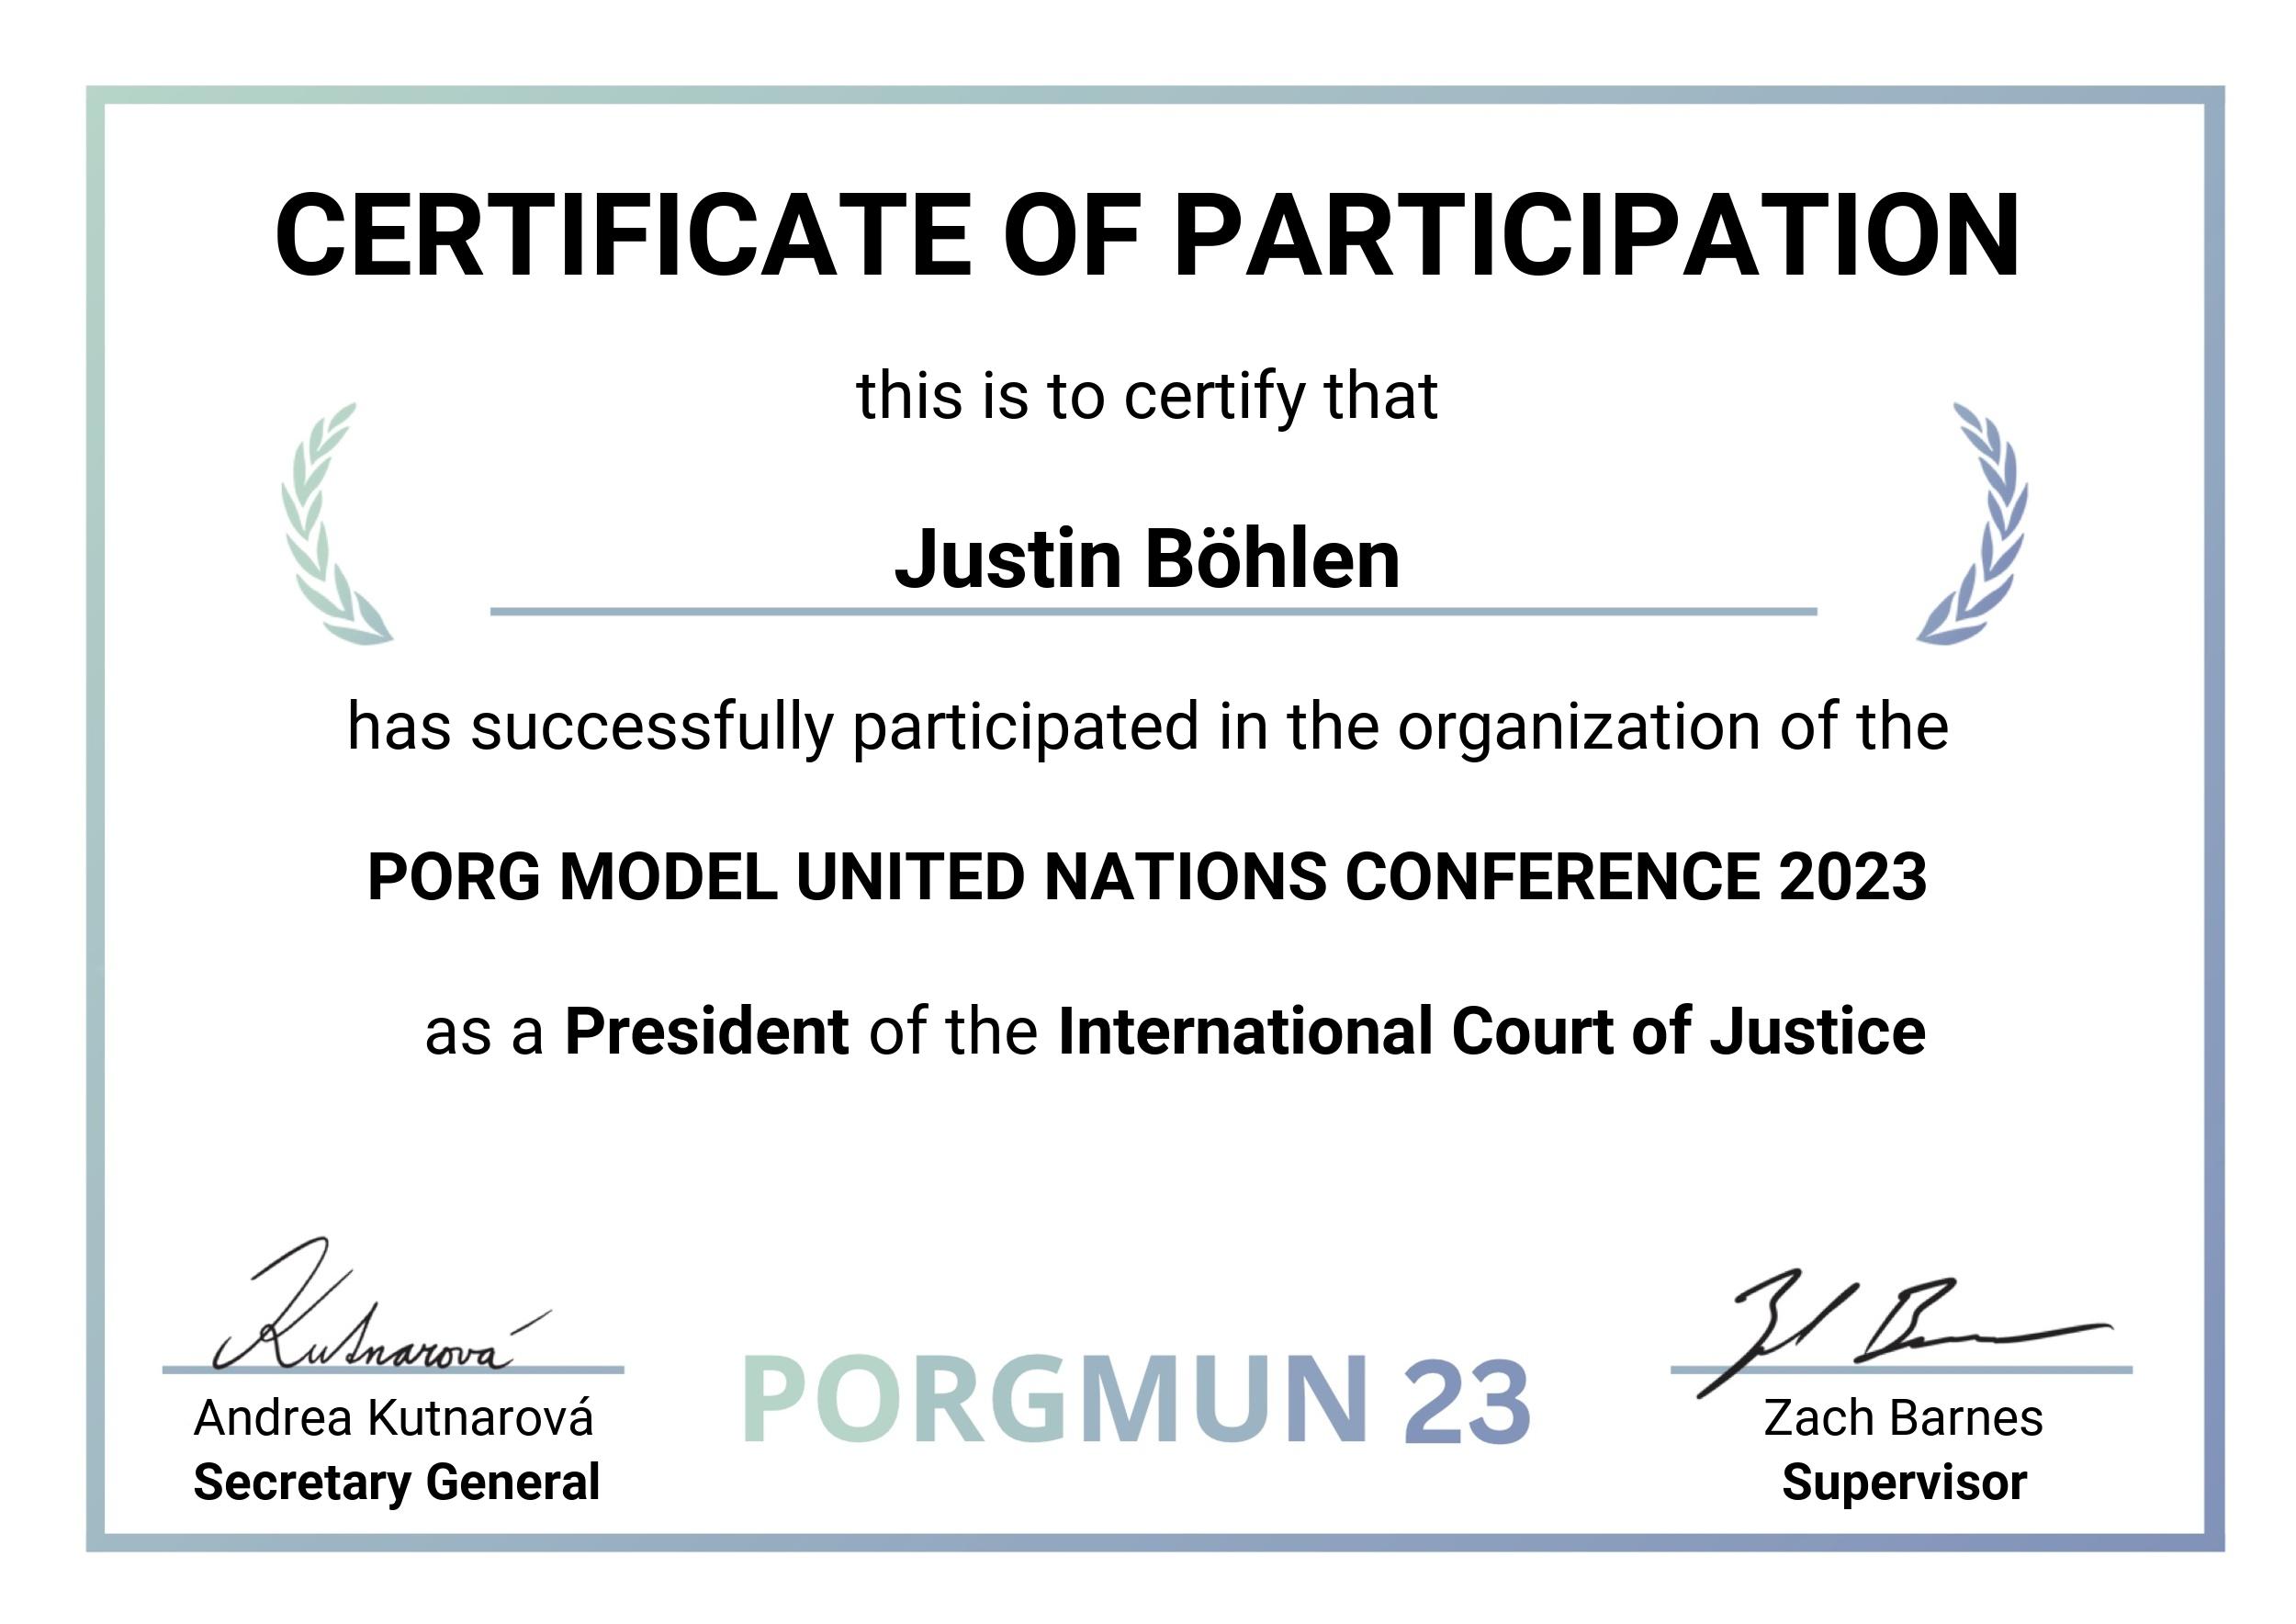 CERTIFICATE OF PARTICIPATION
this is to certify that
Justin Böhlen
has successfully participated in the organization of the
PORG MODEL UNITED NATIONS CONFERENCE 2023
as a President of the International Court of Justice
Kutnarová
Andrea Kutnarová
Secretary General
PORGMUN 23
Zach Barnes
Supervisor